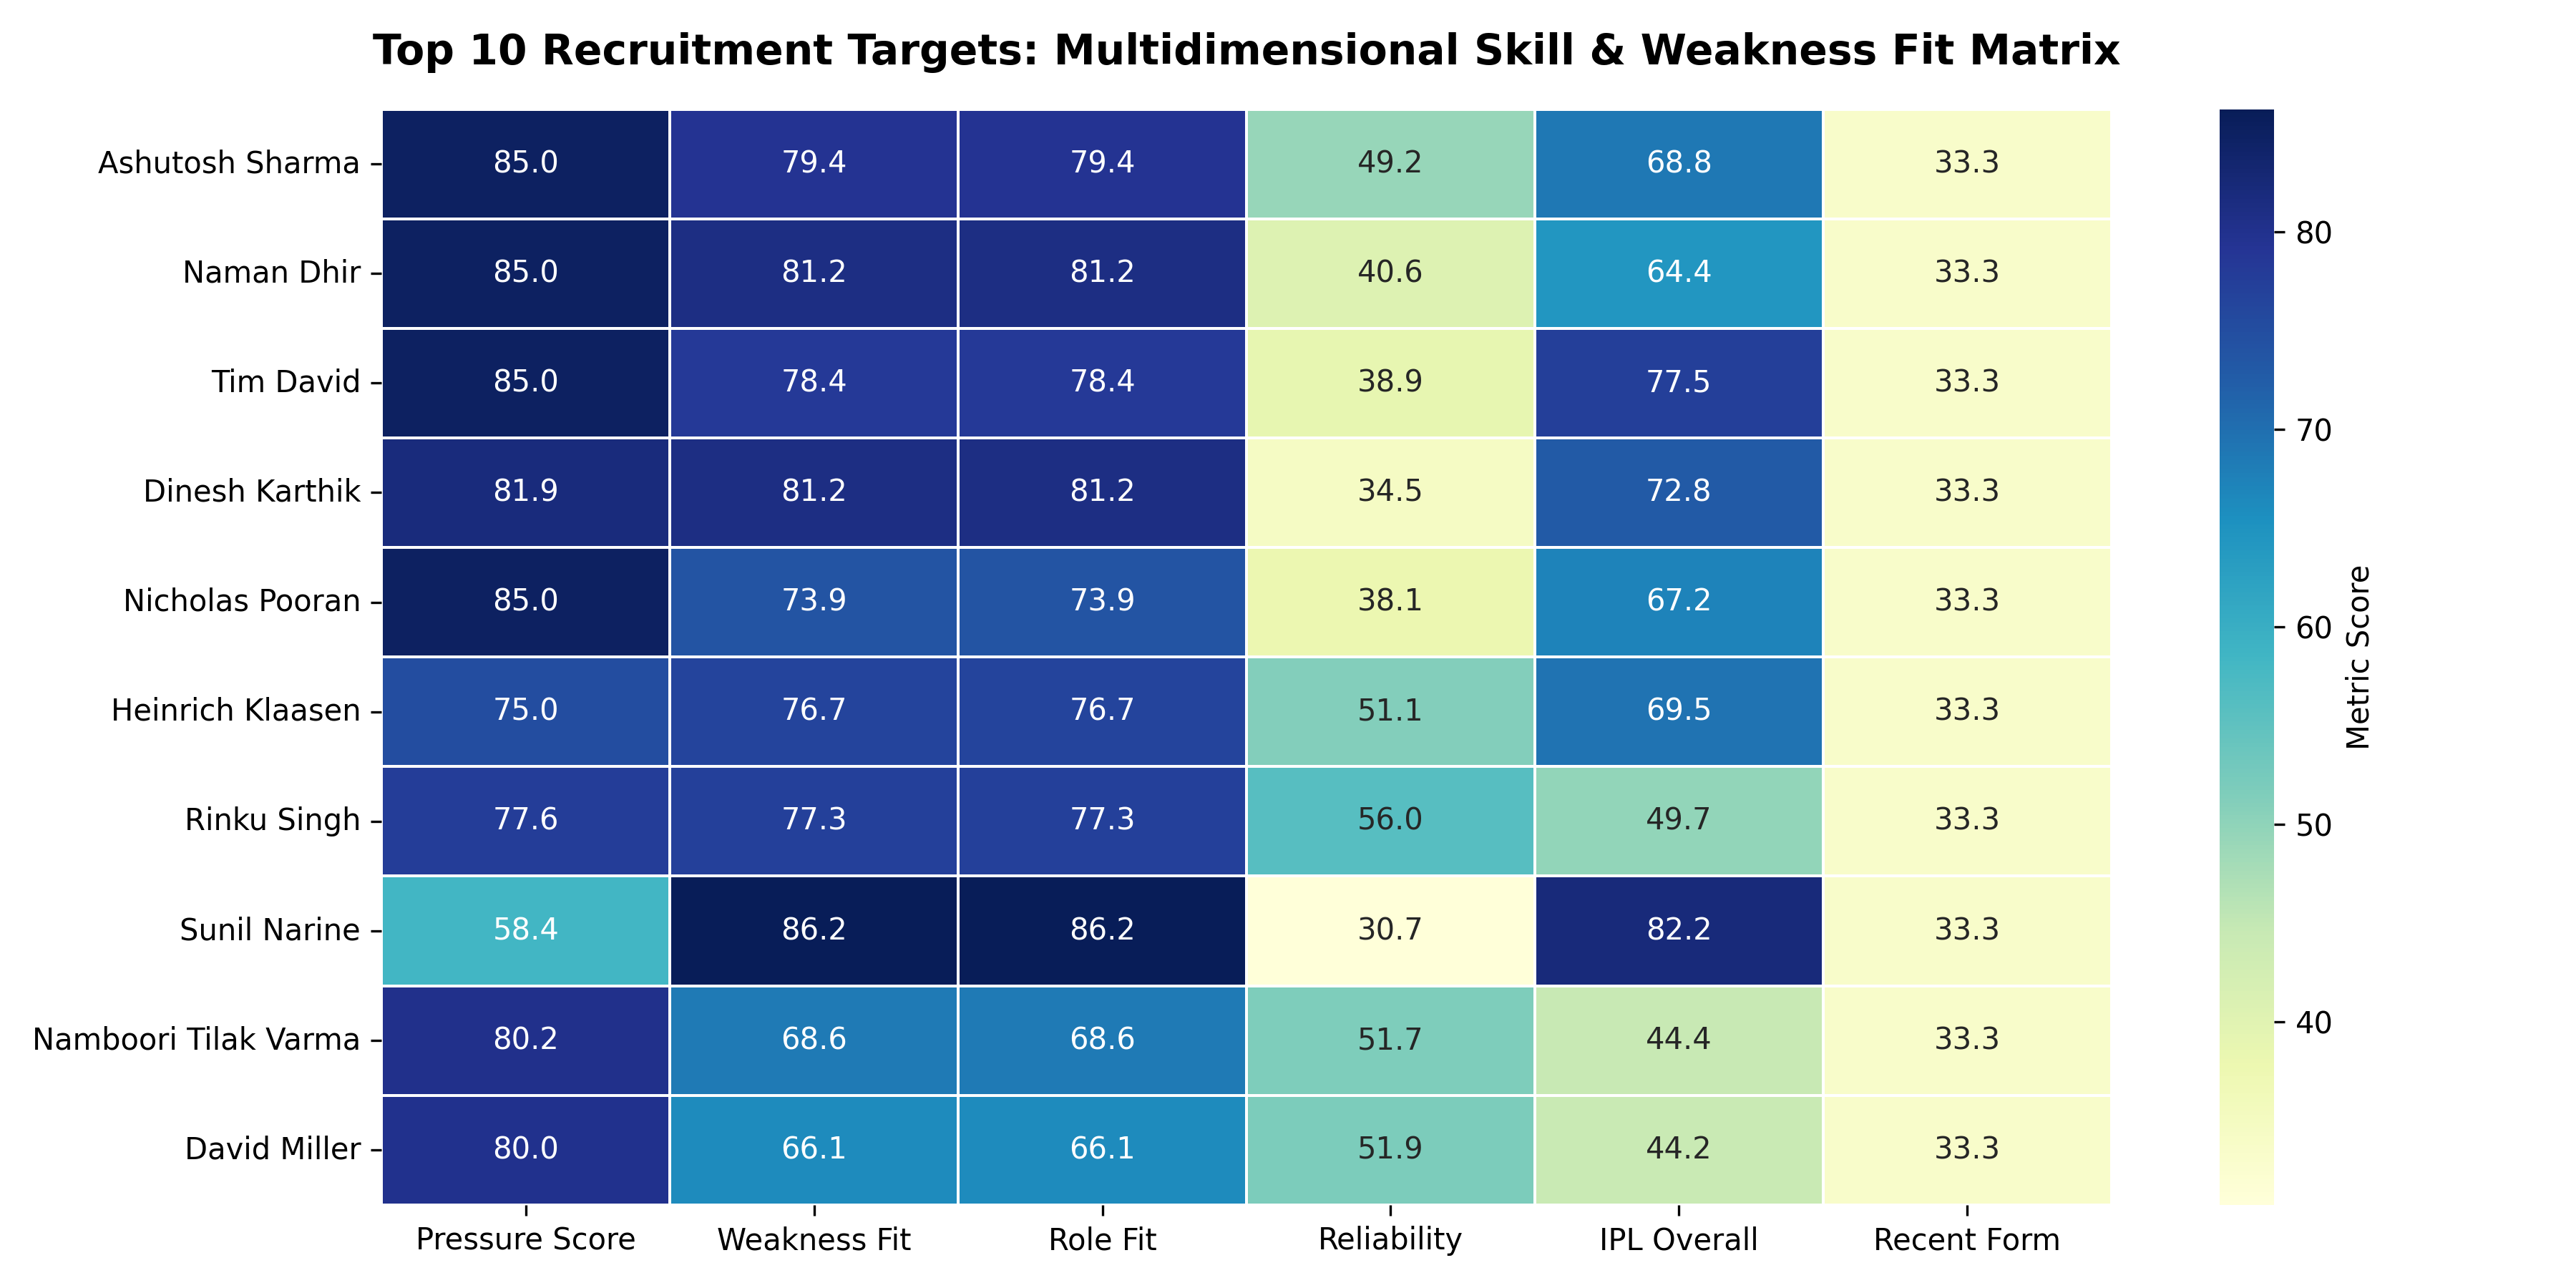 Top 10 Recruitment Targets: Multidimensional Skill & Weakness Fit Matrix
Ashutosh Sharma 85.0 79.4 79.4 49.2 68.8 33.3
Naman Dhir 85.0 81.2 81.2 40.6 64.4 33.3
Tim David 85.0 78.4 78.4 38.9 77.5 33.3
Dinesh Karthik 81.9 81.2 81.2 34.5 72.8 33.3
Nicholas Pooran 85.0 73.9 73.9 38.1 67.2 33.3
Heinrich Klaasen 75.0 76.7 76.7 51.1 69.5 33.3
Rinku Singh 77.6 77.3 77.3 56.0 49.7 33.3
Sunil Narine 58.4 86.2 86.2 30.7 82.2 33.3
Namboori Tilak Varma 80.2 68.6 68.6 51.7 44.4 33.3
David Miller 80.0 66.1 66.1 51.9 44.2 33.3
Pressure Score Weakness Fit Role Fit Reliability IPL Overall Recent Form
80
70
60
50
40
Metric Score